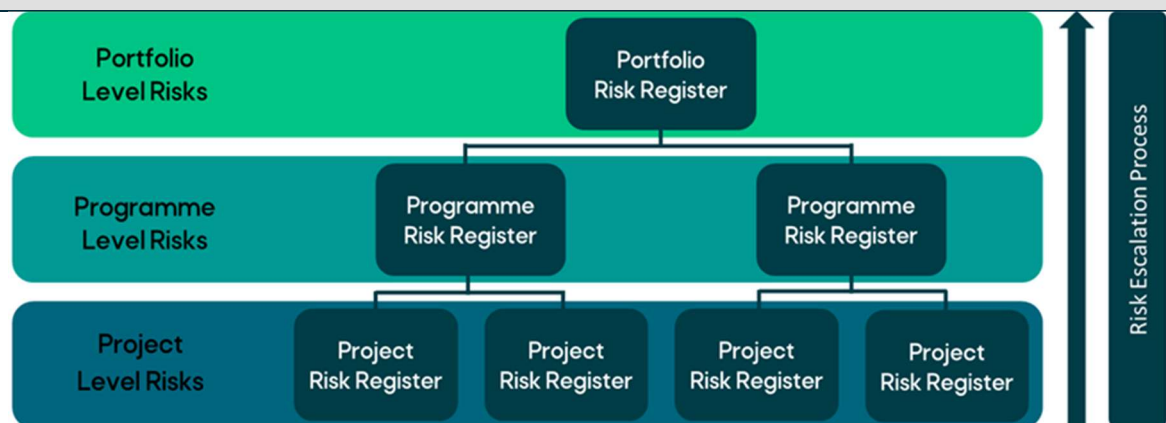 Portfolio
Level Risks
Portfolio
Risk Register
Programme
Level Risks
Programme
Risk Register
Programme
Risk Register
Project
Level Risks
Project
Risk Register
Project
Risk Register
Project
Risk Register
Project
Risk Register
Risk Escalation Process